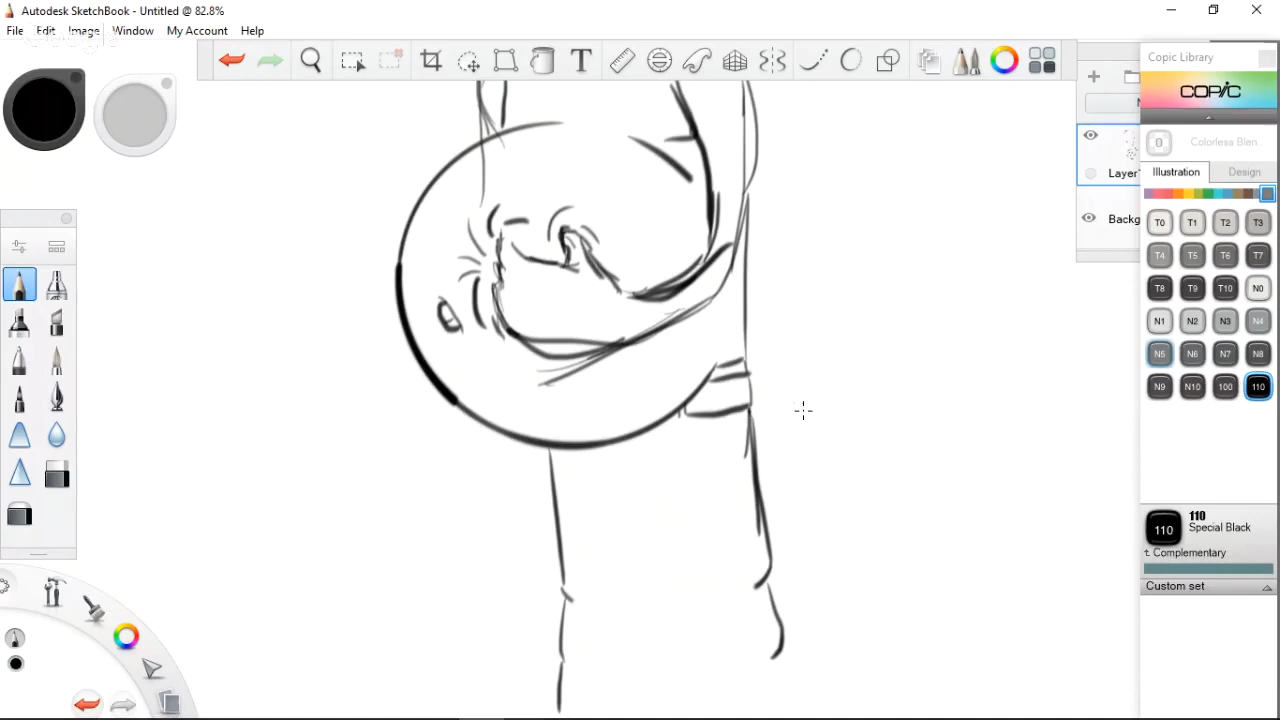 Autodesk SketchBook - Untitled @ 82.8%
File Edit Image Window My Account Help
T
Copic Library
COPIC
0 Colorless Blen
Illustration Design
Layer
Backg
T0 T1 T2 T3
T4 T5 T6 T7
T8 T9 T10 N0
N1 N2 N3 N4
N5 N6 N7 N8
N9 N10 100 110
110
110
Special Black
t. Complementary
Custom set